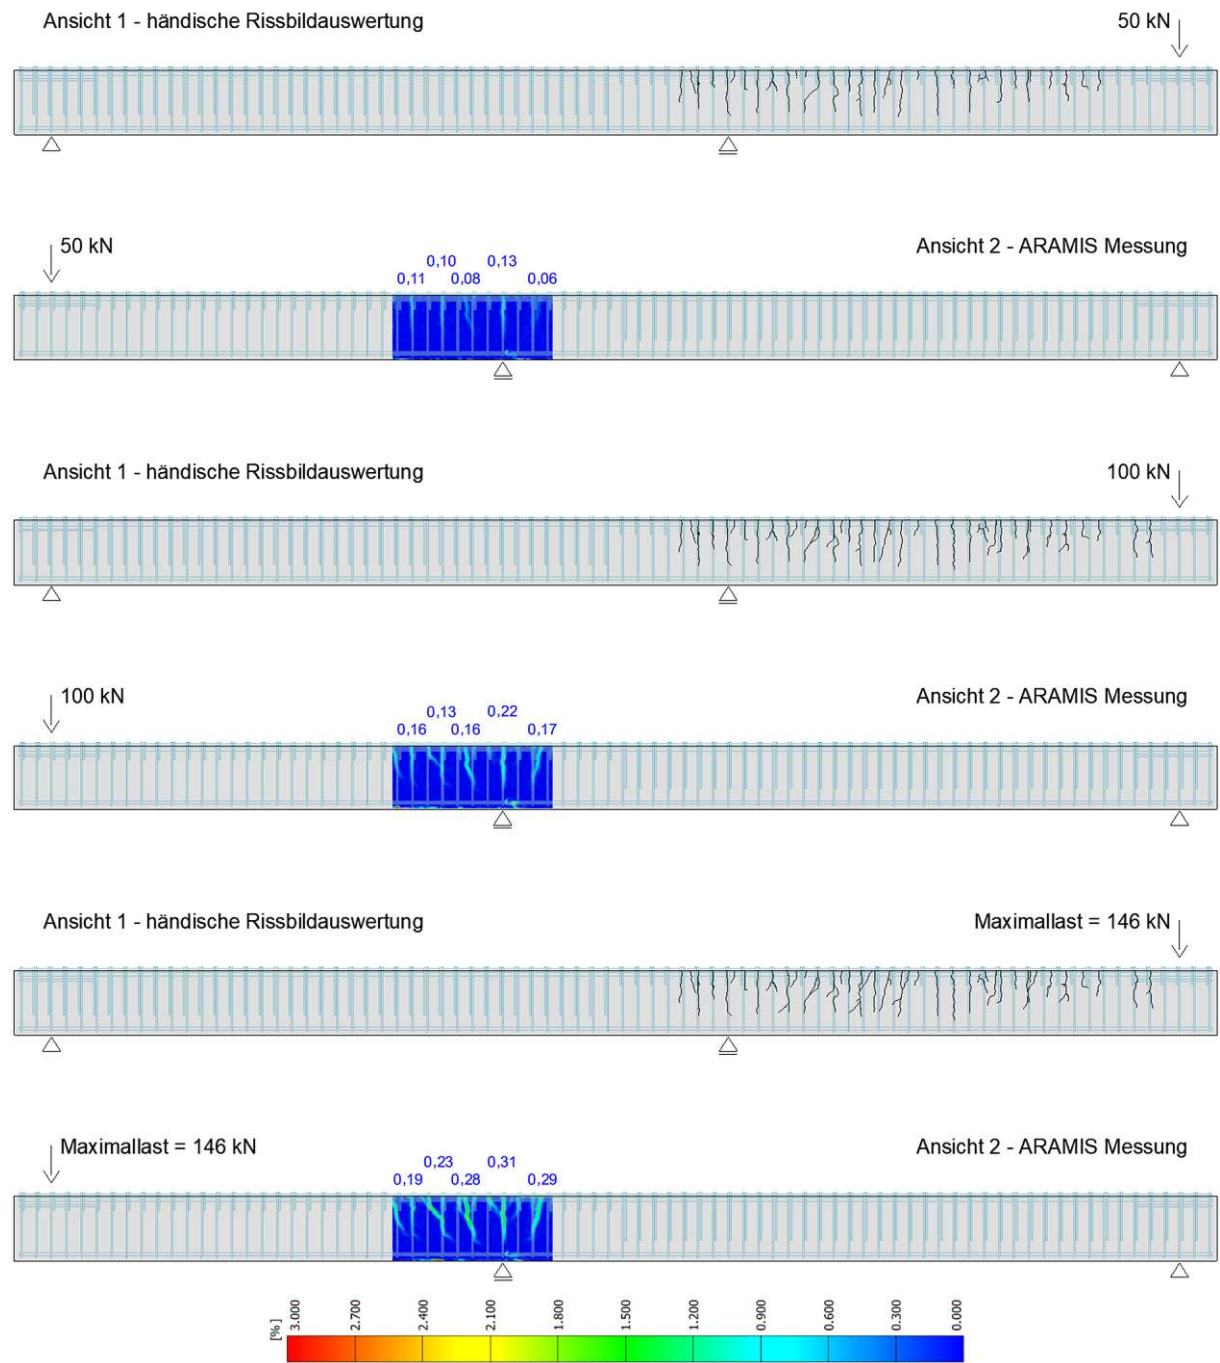 Ansicht 1 - händische Rissbildauswertung
50 kN
50 kN
Ansicht 2 - ARAMIS Messung
0,10 0,13
0,11 0,08 0,06
Ansicht 1 - händische Rissbildauswertung
100 kN
100 kN
Ansicht 2 - ARAMIS Messung
0,13 0,22
0,16 0,16 0,17
Ansicht 1 - händische Rissbildauswertung
Maximallast = 146 kN
Maximallast = 146 kN
Ansicht 2 - ARAMIS Messung
0,23 0,31
0,19 0,28 0,29
[%] 3.000 2.700 2.400 2.100 1.800 1.500 1.200 0.900 0.600 0.300 0.000